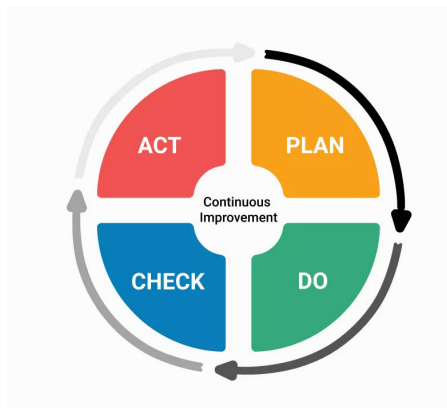 ACT
PLAN
Continuous
Improvement
CHECK
DO